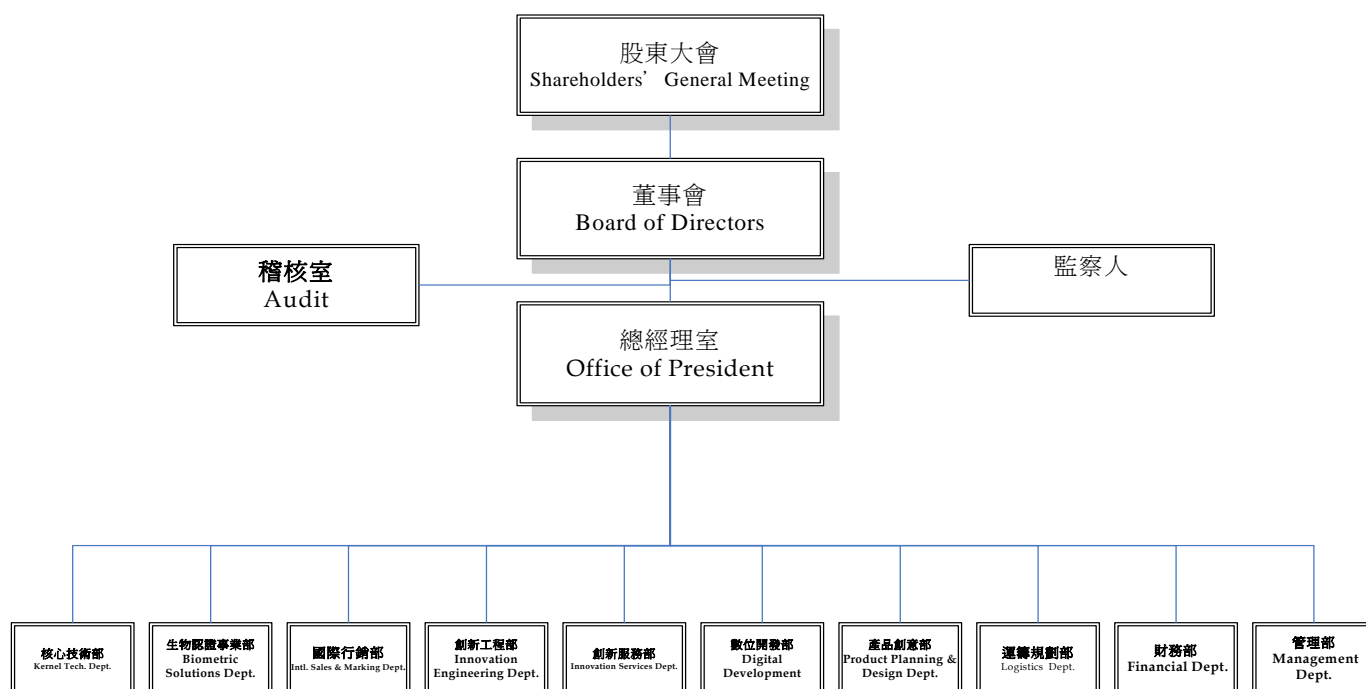 股東大會
Shareholders’ General Meeting
董事會
Board of Directors
稽核室
Audit
監察人
總經理室
Office of President
核心技術部
Kernel Tech. Dept.
生物認證事業部
Biometric
Solutions Dept.
國際行銷部
Intl. Sales & Marking Dept.
創新工程部
Innovation
Engineering Dept.
創新服務部
Innovation Services Dept.
數位開發部
Digital
Development
產品創意部
Product Planning &
Design Dept.
運籌規劃部
Logistics Dept.
財務部
Financial Dept.
管理部
Management
Dept.